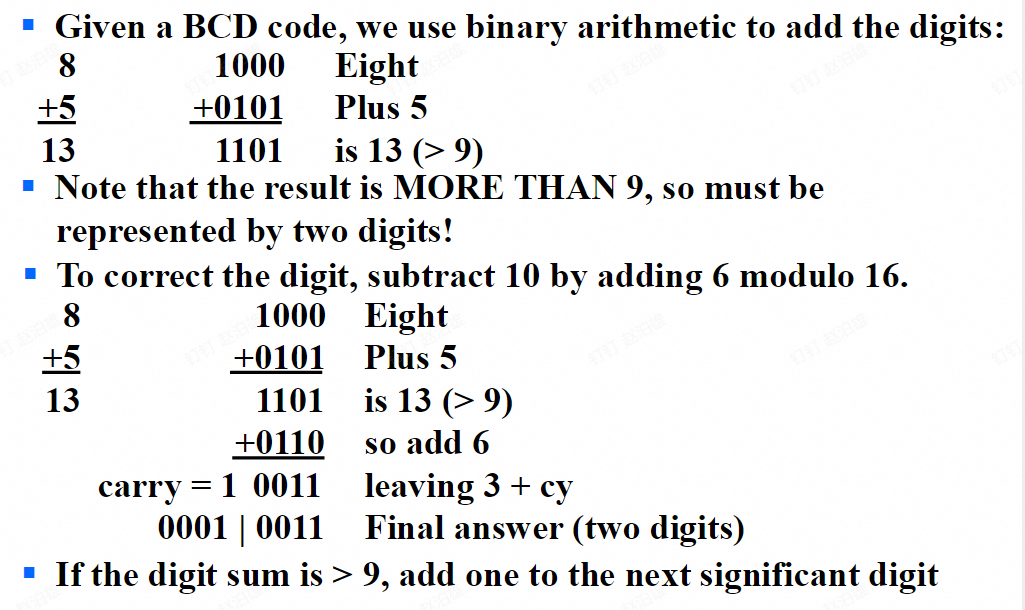 ▪ Given a BCD code, we use binary arithmetic to add the digits:
8 1000 Eight
+5 +0101 Plus 5
13 1101 is 13 (> 9)
▪ Note that the result is MORE THAN 9, so must be
represented by two digits!
▪ To correct the digit, subtract 10 by adding 6 modulo 16.
8 1000 Eight
+5 +0101 Plus 5
13 1101 is 13 (> 9)
+0110 so add 6
carry = 1 0011 leaving 3 + cy
0001 | 0011 Final answer (two digits)
▪ If the digit sum is > 9, add one to the next significant digit